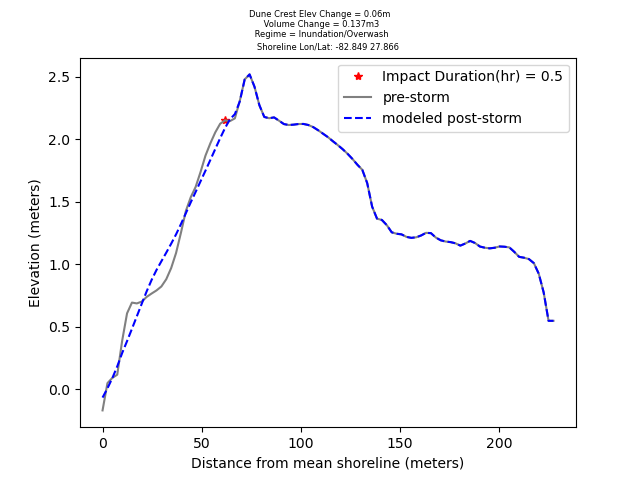 Dune Crest Elev Change = 0.06m
Volume Change = 0.137m3
Regime = Inundation/Overwash
Shoreline Lon/Lat: -82.849 27.866
Impact Duration(hr) = 0.5
pre-storm
modeled post-storm
2.5
2.0
1.5
1.0
0.5
0.0
Elevation (meters)
0 50 100 150 200
Distance from mean shoreline (meters)